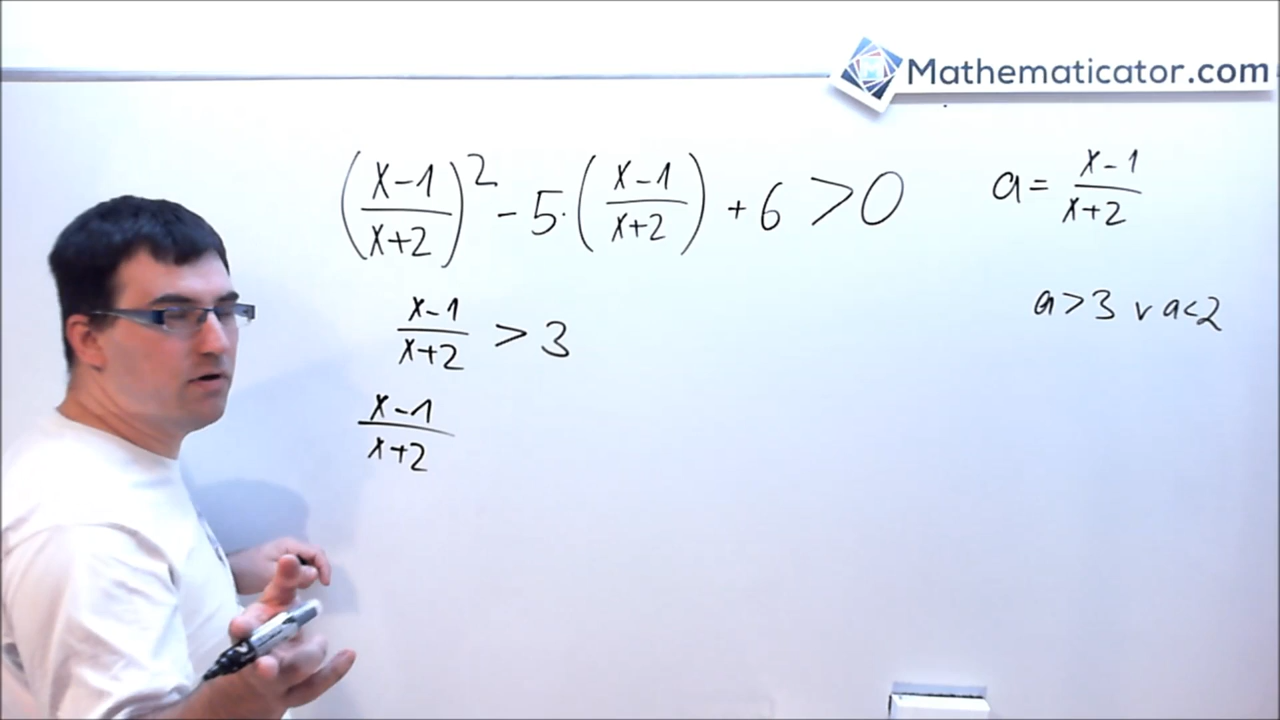 Mathematicator.com
(x-1/x+2)² - 5·(x-1/x+2) + 6 > 0
a = x-1/x+2
x-1/x+2 > 3
a>3 ∨ a<2
x-1/x+2